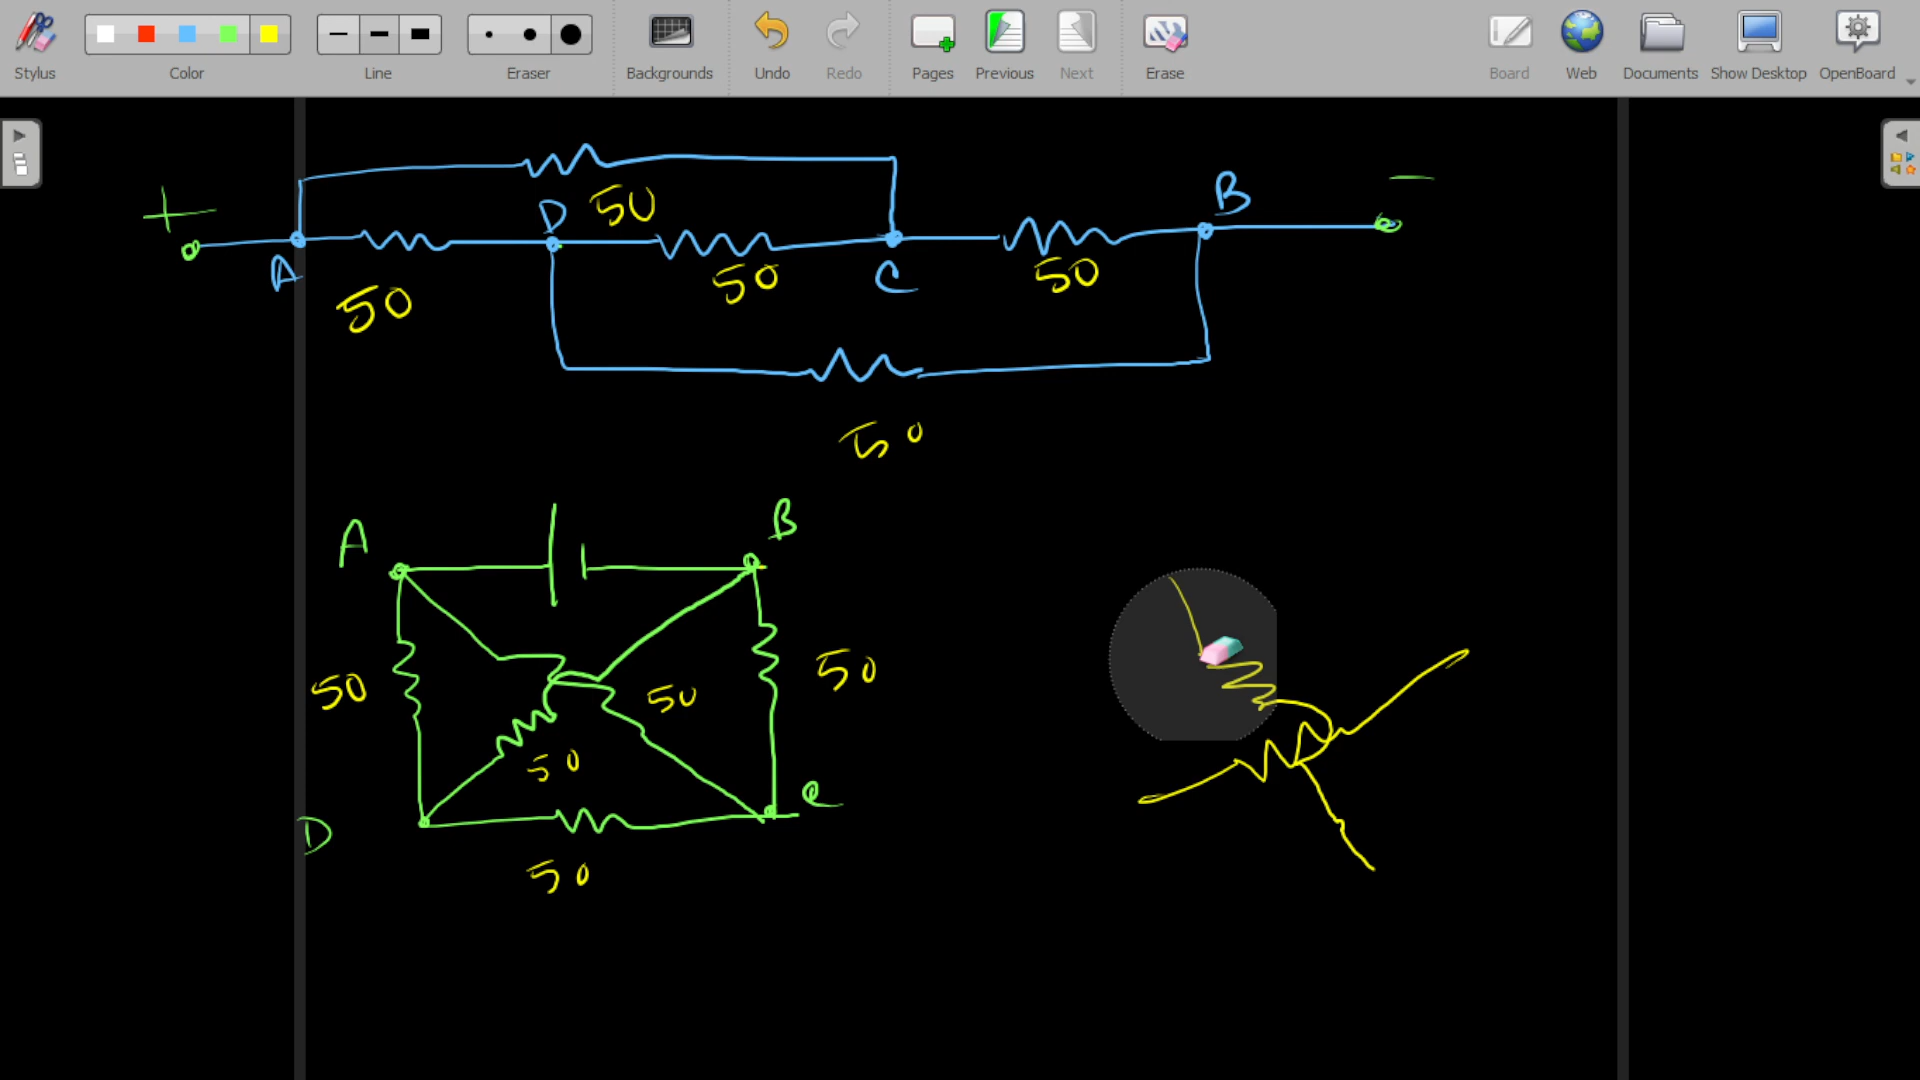 Stylus Color Line Eraser Backgrounds Undo Redo Pages Previous Next Erase Board Web Documents Show Desktop OpenBoard
+ A 50 D 50 50 C 50 B −
50
A B
50 50 50
50
D C
50